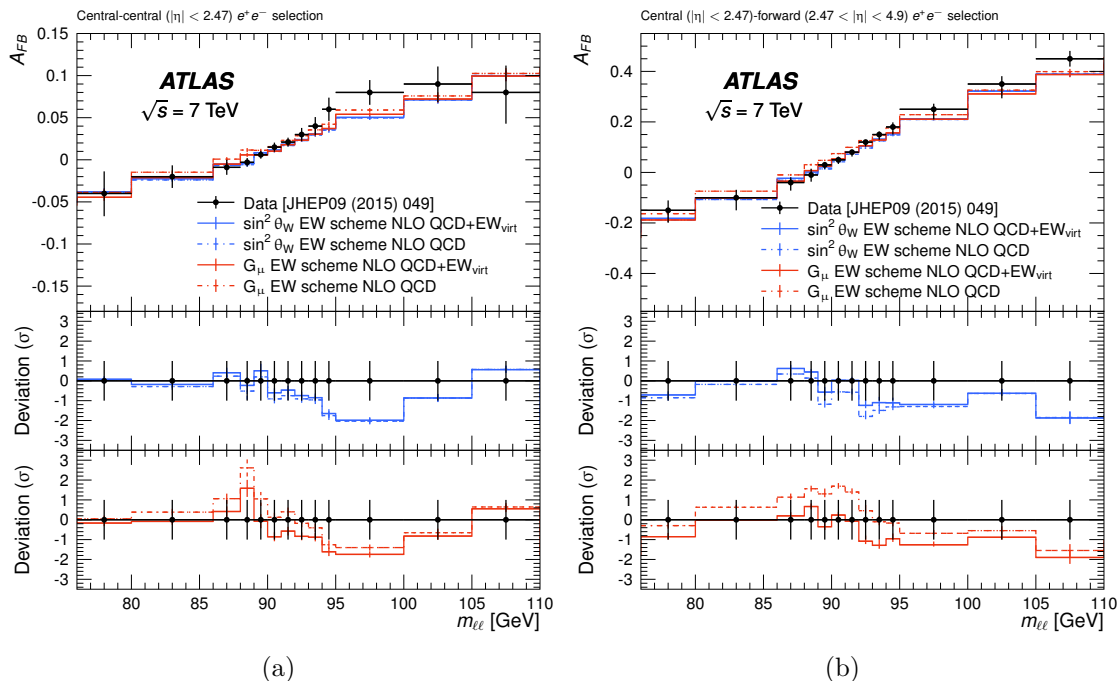 Central-central (|η| < 2.47) e⁺e⁻ selection
A_FB
0.15
0.1
0.05
0
-0.05
-0.1
ATLAS
√s = 7 TeV
Data [JHEP09 (2015) 049]
sin² θ_W EW scheme NLO QCD+EW_virt
sin² θ_W EW scheme NLO QCD
G_μ EW scheme NLO QCD+EW_virt
G_μ EW scheme NLO QCD
Deviation (σ)
3
2
1
0
-1
-2
-3
Deviation (σ)
3
2
1
0
-1
-2
-3
80 85 90 95 100 105 110
m_ℓℓ [GeV]
(a)
Central (|η| < 2.47)-forward (2.47 < |η| < 4.9) e⁺e⁻ selection
A_FB
0.4
0.2
0
-0.2
-0.4
ATLAS
√s = 7 TeV
Data [JHEP09 (2015) 049]
sin² θ_W EW scheme NLO QCD+EW_virt
sin² θ_W EW scheme NLO QCD
G_μ EW scheme NLO QCD+EW_virt
G_μ EW scheme NLO QCD
Deviation (σ)
3
2
1
0
-1
-2
-3
Deviation (σ)
3
2
1
0
-1
-2
-3
80 85 90 95 100 105 110
m_ℓℓ [GeV]
(b)